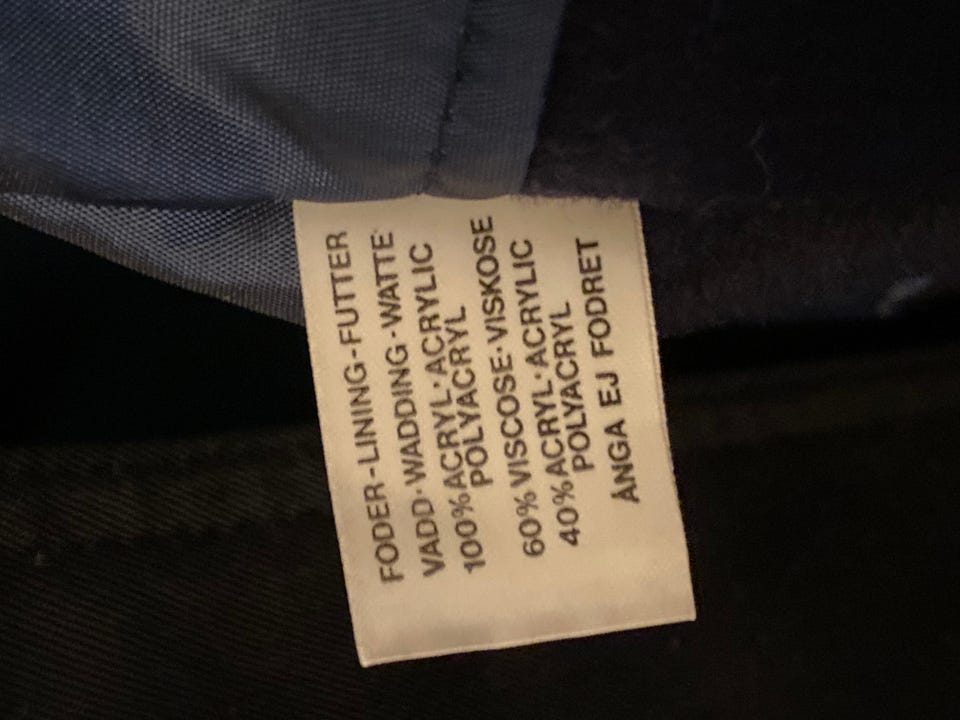 FODER-LINING-FUTTER
VADD·WADDING·WATTE
100%ACRYL·ACRYLIC
POLYACRYL
60%VISCOSE·VISKOSE
40%ACRYL·ACRYLIC
POLYACRYL
ÅNGA EJ FODRET